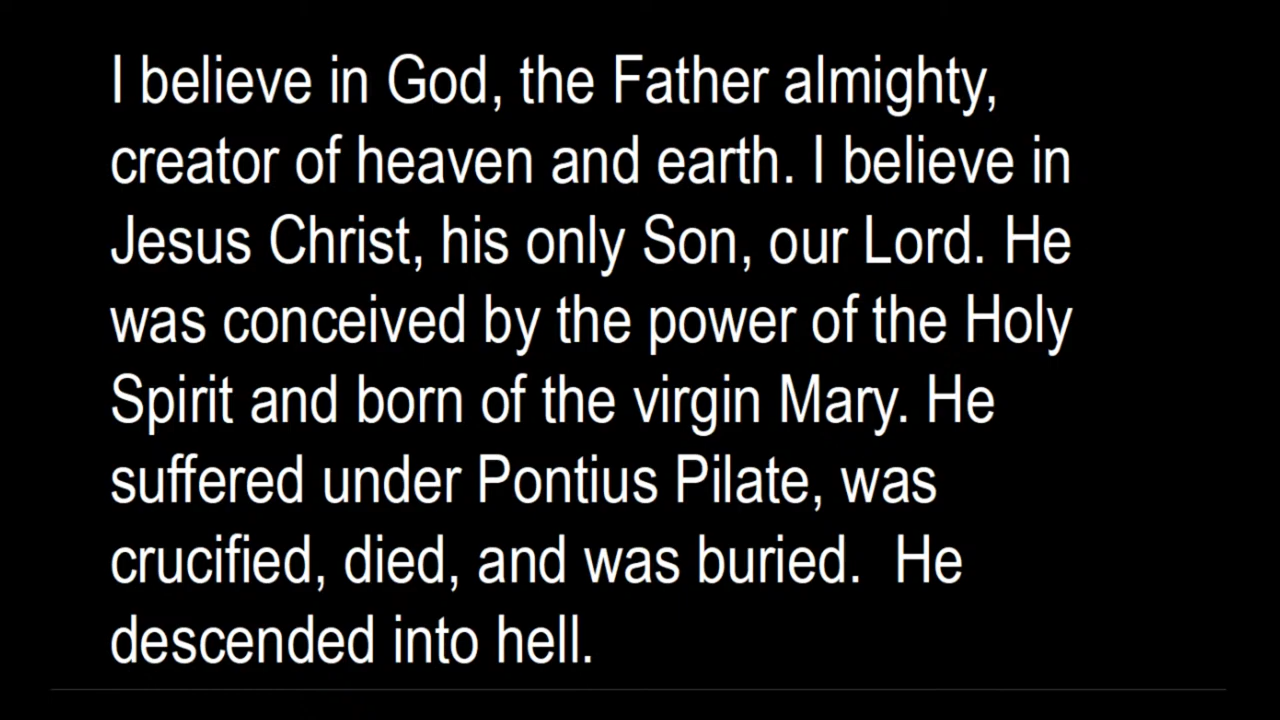 I believe in God, the Father almighty,
creator of heaven and earth. I believe in
Jesus Christ, his only Son, our Lord. He
was conceived by the power of the Holy
Spirit and born of the virgin Mary. He
suffered under Pontius Pilate, was
crucified, died, and was buried.  He
descended into hell.